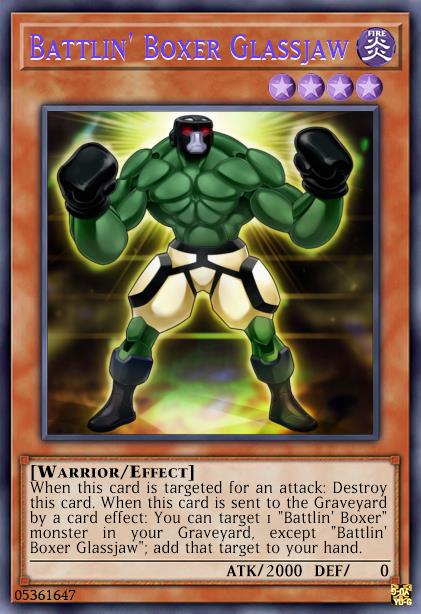 Battlin' Boxer Glassjaw
FIRE
炎
[Warrior/Effect]
When this card is targeted for an attack: Destroy
this card. When this card is sent to the Graveyard
by a card effect: You can target 1 "Battlin' Boxer"
monster in your Graveyard, except "Battlin'
Boxer Glassjaw"; add that target to your hand.
ATK/2000 DEF/ 0
05361647